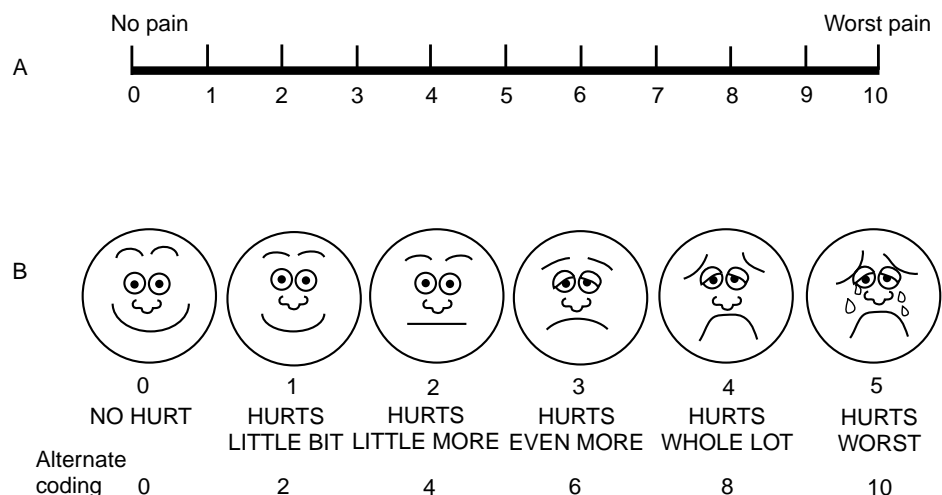 No pain Worst pain
A
0 1 2 3 4 5 6 7 8 9 10
B
0 1 2 3 4 5
NO HURT HURTS HURTS HURTS HURTS HURTS
LITTLE BIT LITTLE MORE EVEN MORE WHOLE LOT WORST
Alternate
coding 0 2 4 6 8 10